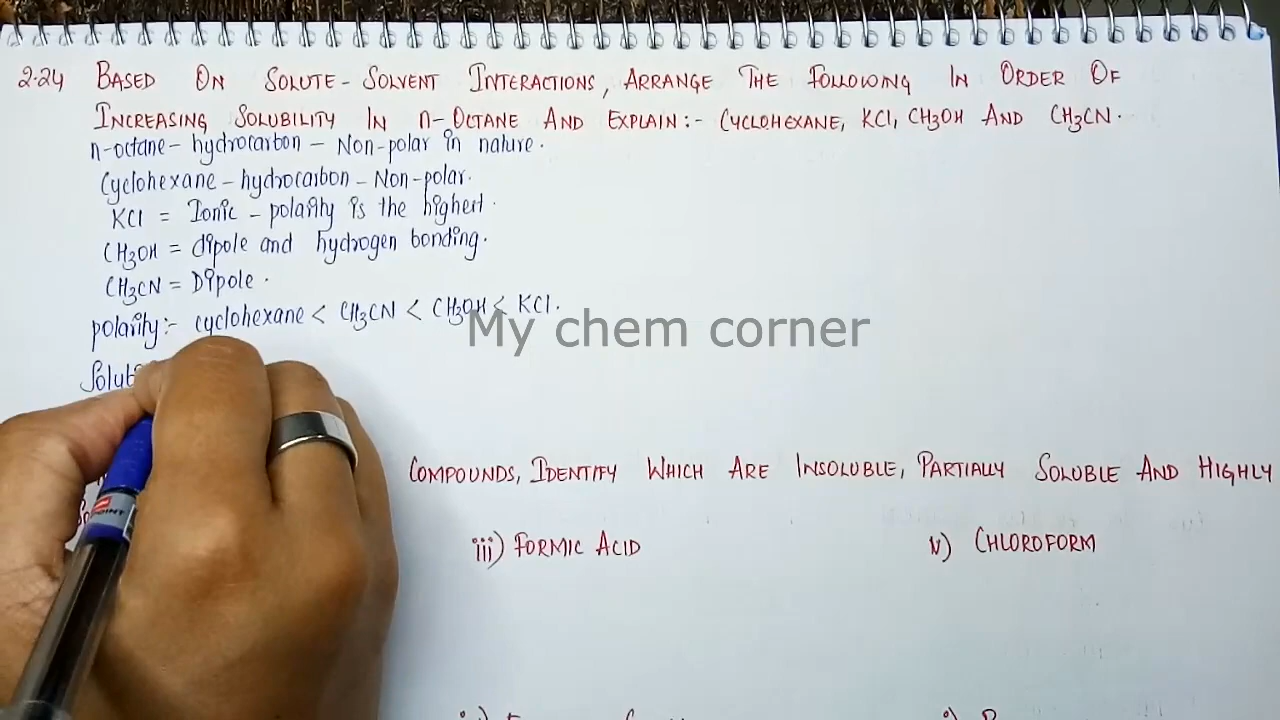 2.24 BASED ON SOLUTE-SOLVENT INTERACTIONS, ARRANGE THE FOLLOWING IN ORDER OF
INCREASING SOLUBILITY IN n-OCTANE AND EXPLAIN:- CYCLOHEXANE, KCl, CH3OH AND CH3CN.
n-octane - hydrocarbon - Non-polar in nature.
Cyclohexane - hydrocarbon - Non-polar.
KCl = Ionic - polarity is the highest.
CH3OH = dipole and hydrogen bonding.
CH3CN = Dipole.
polarity:- cyclohexane < CH3CN < CH3OH < KCl.
My chem corner
COMPOUNDS, IDENTIFY WHICH ARE INSOLUBLE, PARTIALLY SOLUBLE AND HIGHLY
iii) FORMIC ACID
v) CHLOROFORM